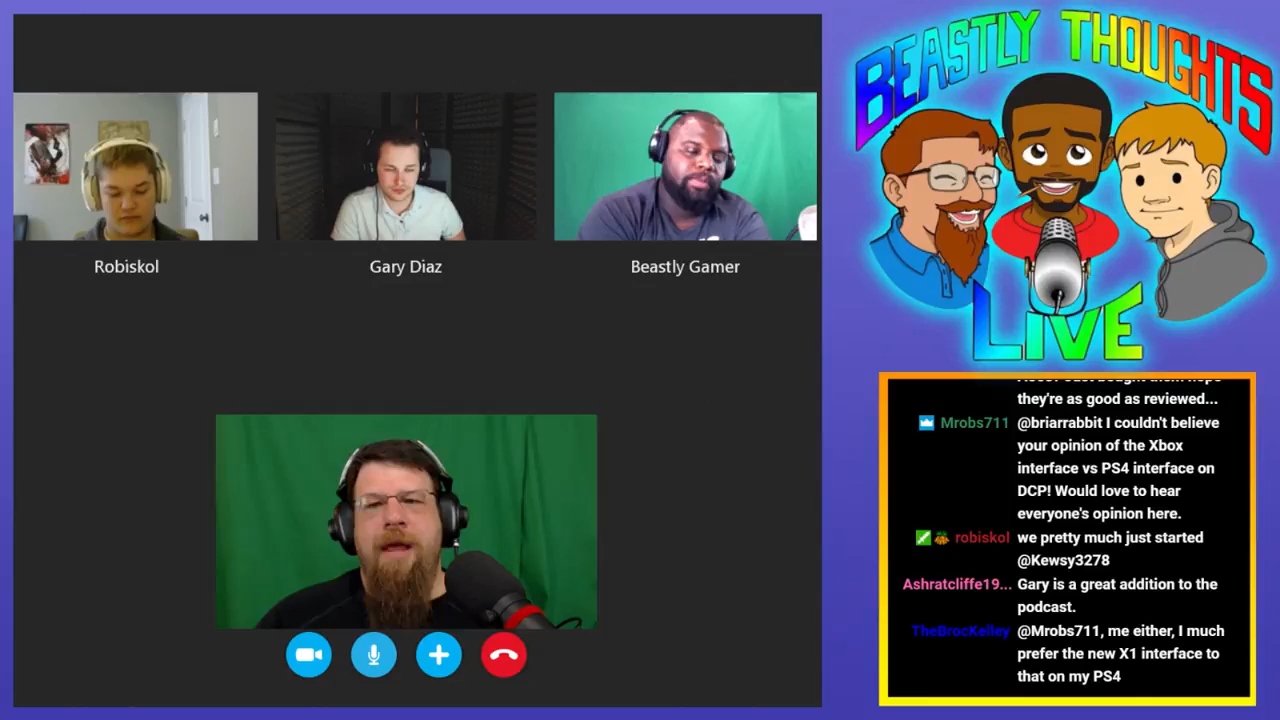 Robiskol
Gary Diaz
Beastly Gamer
BEASTLY THOUGHTS
LIVE
they're as good as reviewed...
Mrobs711 @briarrabbit I couldn't believe
your opinion of the Xbox
interface vs PS4 interface on
DCP! Would love to hear
everyone's opinion here.
robiskol we pretty much just started
@Kewsy3278
Ashratcliffe19... Gary is a great addition to the
podcast.
TheBrocKelley @Mrobs711, me either, I much
prefer the new X1 interface to
that on my PS4